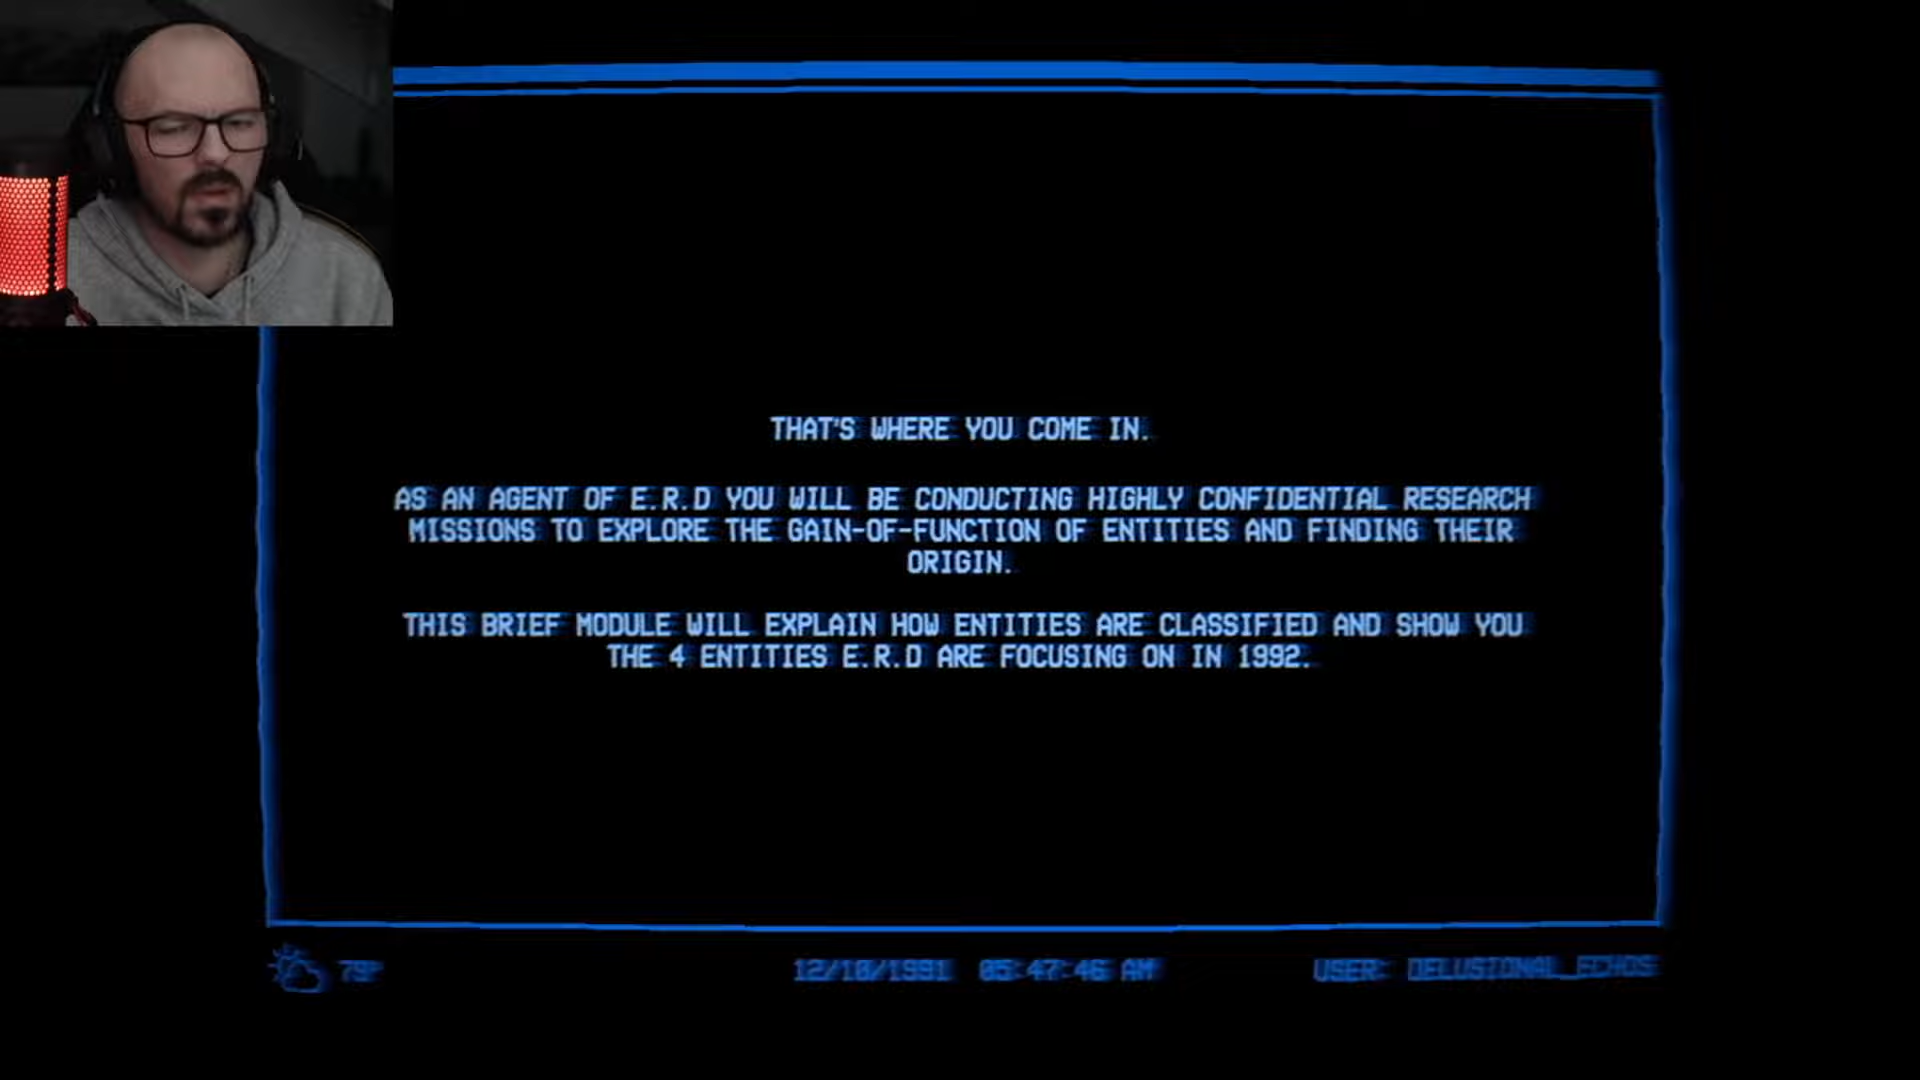 THAT'S WHERE YOU COME IN.
AS AN AGENT OF E.R.D YOU WILL BE CONDUCTING HIGHLY CONFIDENTIAL RESEARCH
MISSIONS TO EXPLORE THE GAIN-OF-FUNCTION OF ENTITIES AND FINDING THEIR
ORIGIN.
THIS BRIEF MODULE WILL EXPLAIN HOW ENTITIES ARE CLASSIFIED AND SHOW YOU
THE 4 ENTITIES E.R.D ARE FOCUSING ON IN 1992.
79° 12/10/1991 05:47:46 AM USER: DELUSIONAL_ECHOS